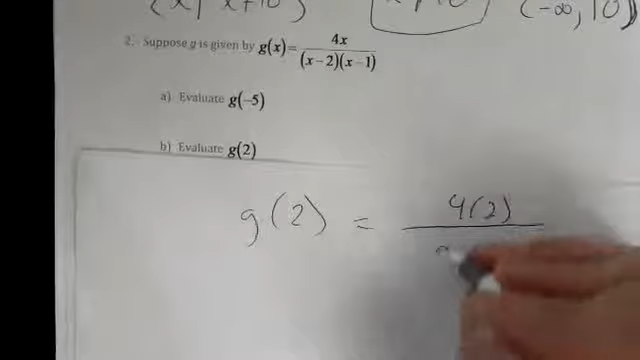 (-∞, 10)
2. Suppose g is given by g(x) = 4x / (x−2)(x−1)
a) Evaluate g(−5)
b) Evaluate g(2)
g(2) = 4(2)